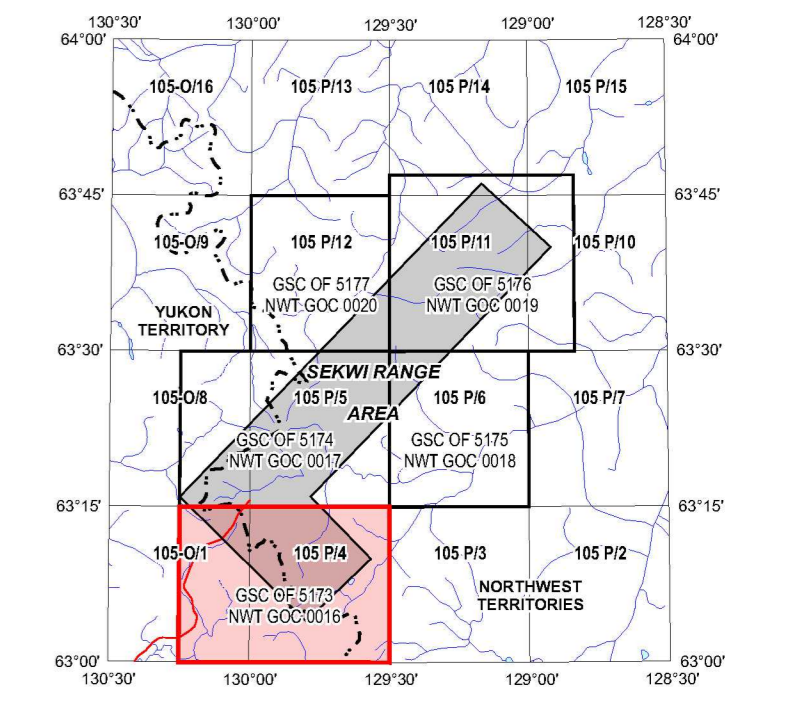 130°30′ 130°00′ 129°30′ 129°00′ 128°30′
64°00′ 64°00′
105-O/16 105 P/13 105 P/14 105 P/15
63°45′ 63°45′
105-O/9 105 P/12 105 P/11 105 P/10
GSC OF 5177 GSC OF 5176
NWT GOC 0020 NWT GOC 0019
YUKON
TERRITORY
63°30′ 63°30′
SEKWI RANGE
105-O/8 105 P/5 105 P/6 105 P/7
AREA
GSC OF 5174 GSC OF 5175
NWT GOC 0017 NWT GOC 0018
63°15′ 63°15′
105-O/1 105 P/4 105 P/3 105 P/2
NORTHWEST
TERRITORIES
GSC OF 5173
NWT GOC 0016
63°00′ 63°00′
130°30′ 130°00′ 129°30′ 129°00′ 128°30′